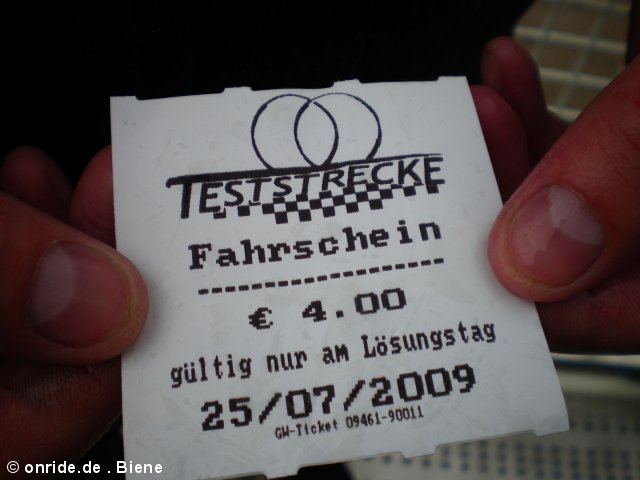 TESTSTRECKE
Fahrschein
--------------------
€ 4.00
gültig nur am Lösungstag
25/07/2009
GW-Ticket 09461-90011
© onride.de . Biene